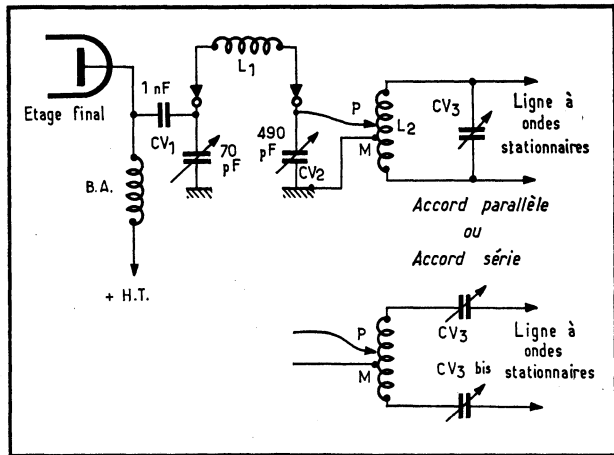 L1
1 nF
Etage final
CV1
70
pF
490
pF
CV2
P
M
L2
CV3
Ligne à
ondes
stationnaires
B.A.
+ H.T.
Accord parallèle
ou
Accord série
P
M
CV3
CV3 bis
Ligne à
ondes
stationnaires